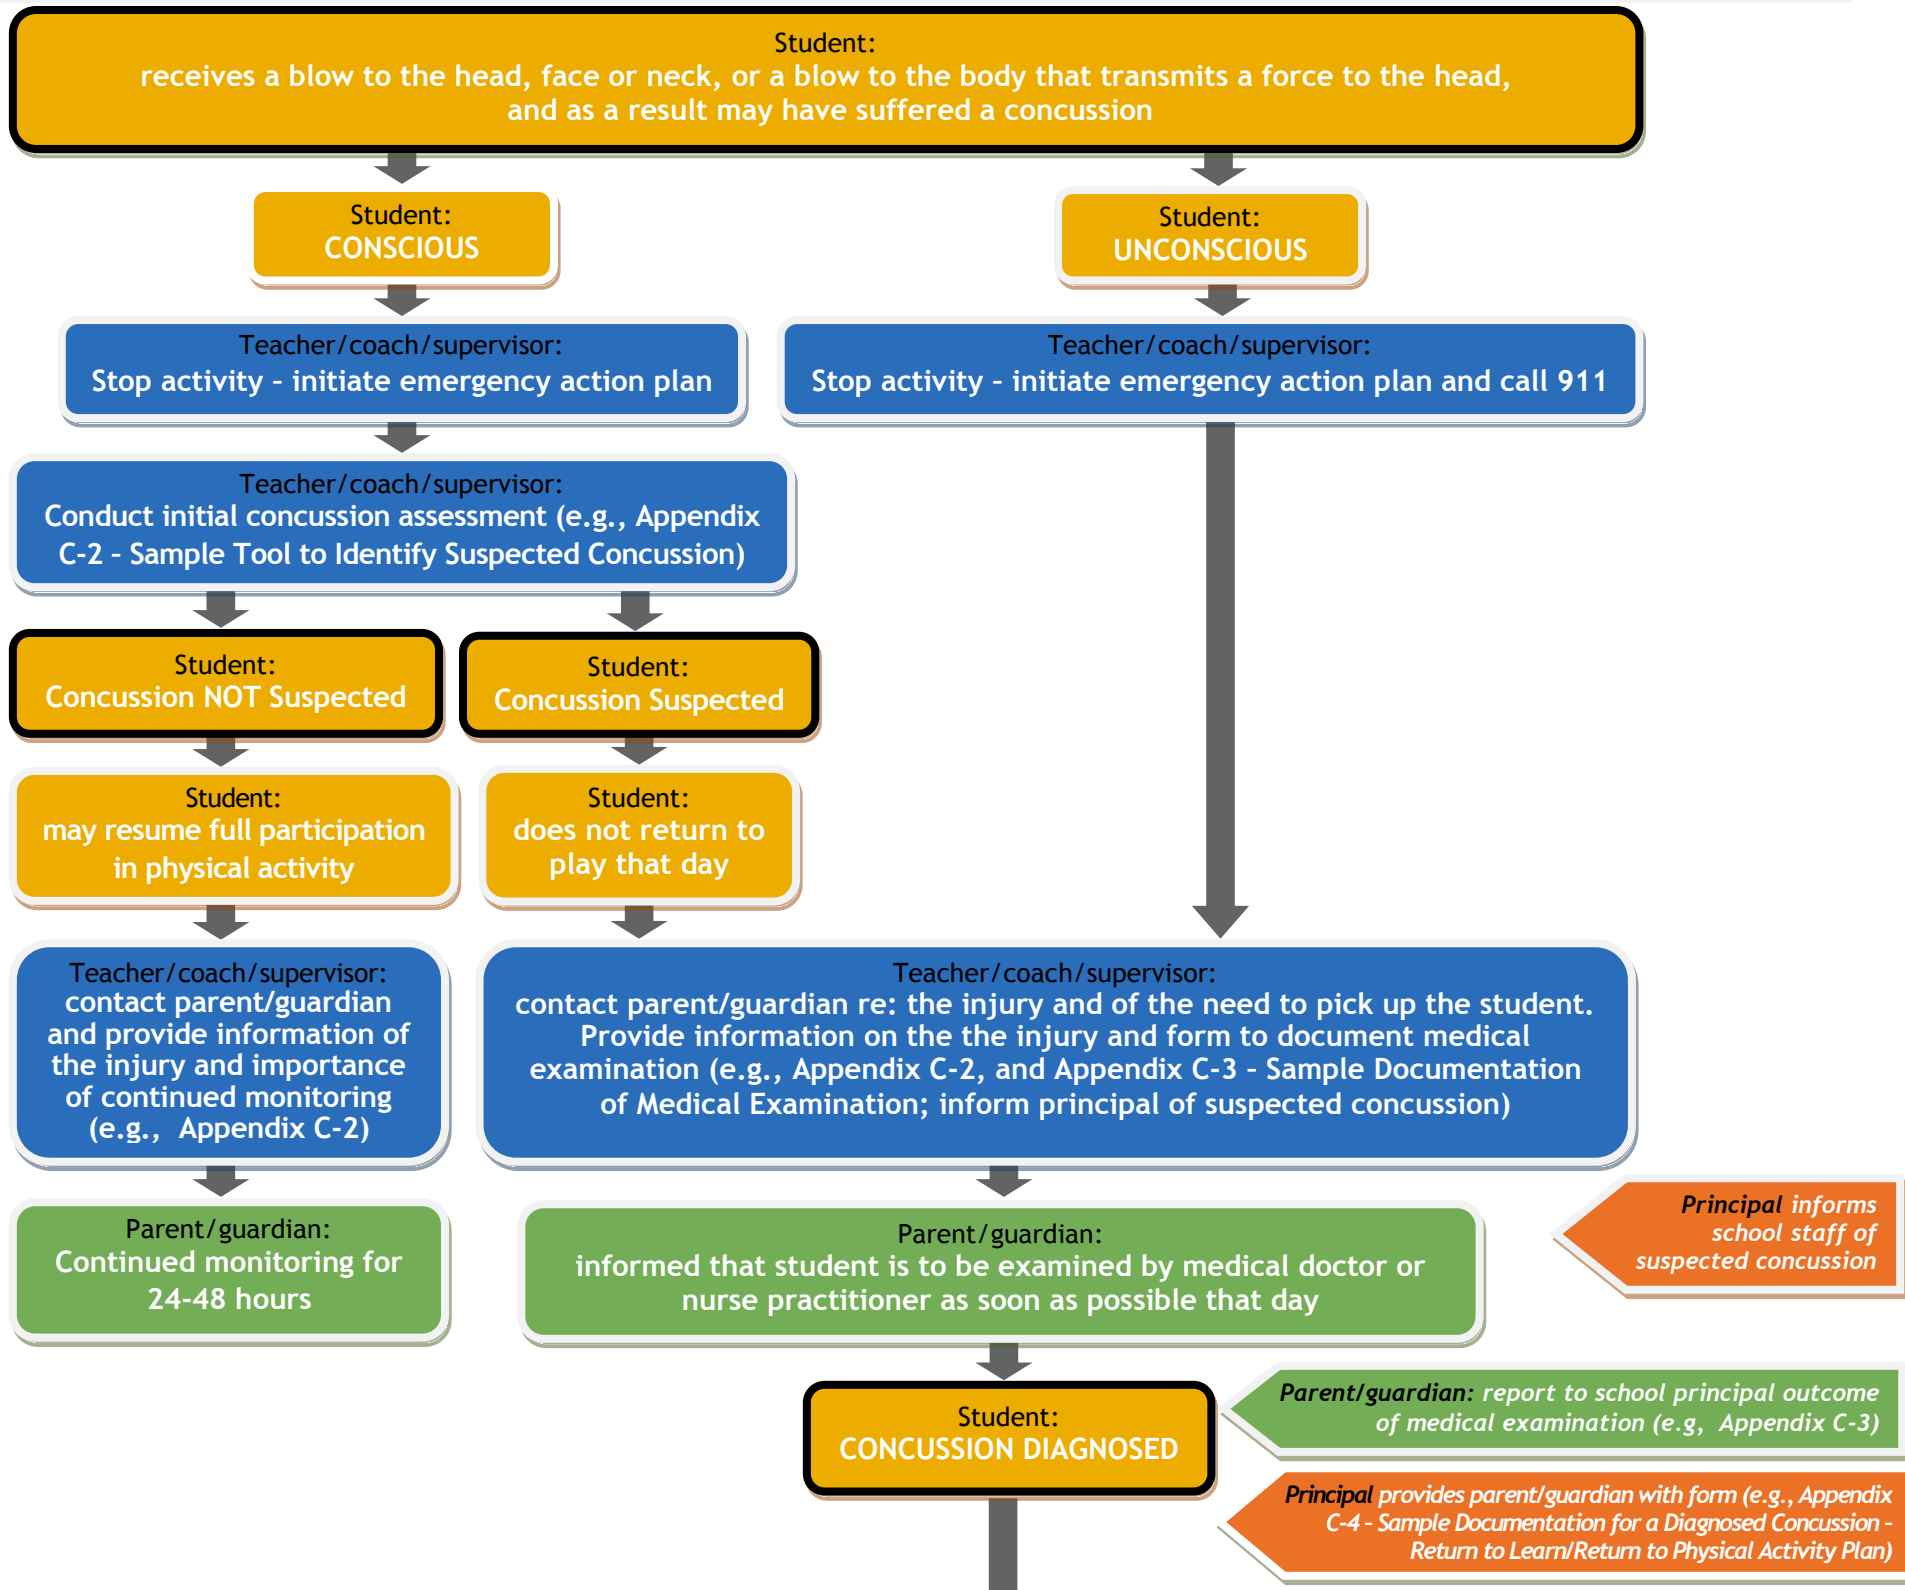 Student:
receives a blow to the head, face or neck, or a blow to the body that transmits a force to the head,
and as a result may have suffered a concussion
Student:
CONSCIOUS
Student:
UNCONSCIOUS
Teacher/coach/supervisor:
Stop activity – initiate emergency action plan
Teacher/coach/supervisor:
Stop activity – initiate emergency action plan and call 911
Teacher/coach/supervisor:
Conduct initial concussion assessment (e.g., Appendix
C-2 – Sample Tool to Identify Suspected Concussion)
Student:
Concussion NOT Suspected
Student:
Concussion Suspected
Student:
may resume full participation
in physical activity
Student:
does not return to
play that day
Teacher/coach/supervisor:
contact parent/guardian
and provide information of
the injury and importance
of continued monitoring
(e.g., Appendix C-2)
Teacher/coach/supervisor:
contact parent/guardian re: the injury and of the need to pick up the student.
Provide information on the the injury and form to document medical
examination (e.g., Appendix C-2, and Appendix C-3 – Sample Documentation
of Medical Examination; inform principal of suspected concussion)
Parent/guardian:
Continued monitoring for
24-48 hours
Parent/guardian:
informed that student is to be examined by medical doctor or
nurse practitioner as soon as possible that day
Principal informs
school staff of
suspected concussion
Student:
CONCUSSION DIAGNOSED
Parent/guardian: report to school principal outcome
of medical examination (e.g, Appendix C-3)
Principal provides parent/guardian with form (e.g., Appendix
C-4 – Sample Documentation for a Diagnosed Concussion –
Return to Learn/Return to Physical Activity Plan)